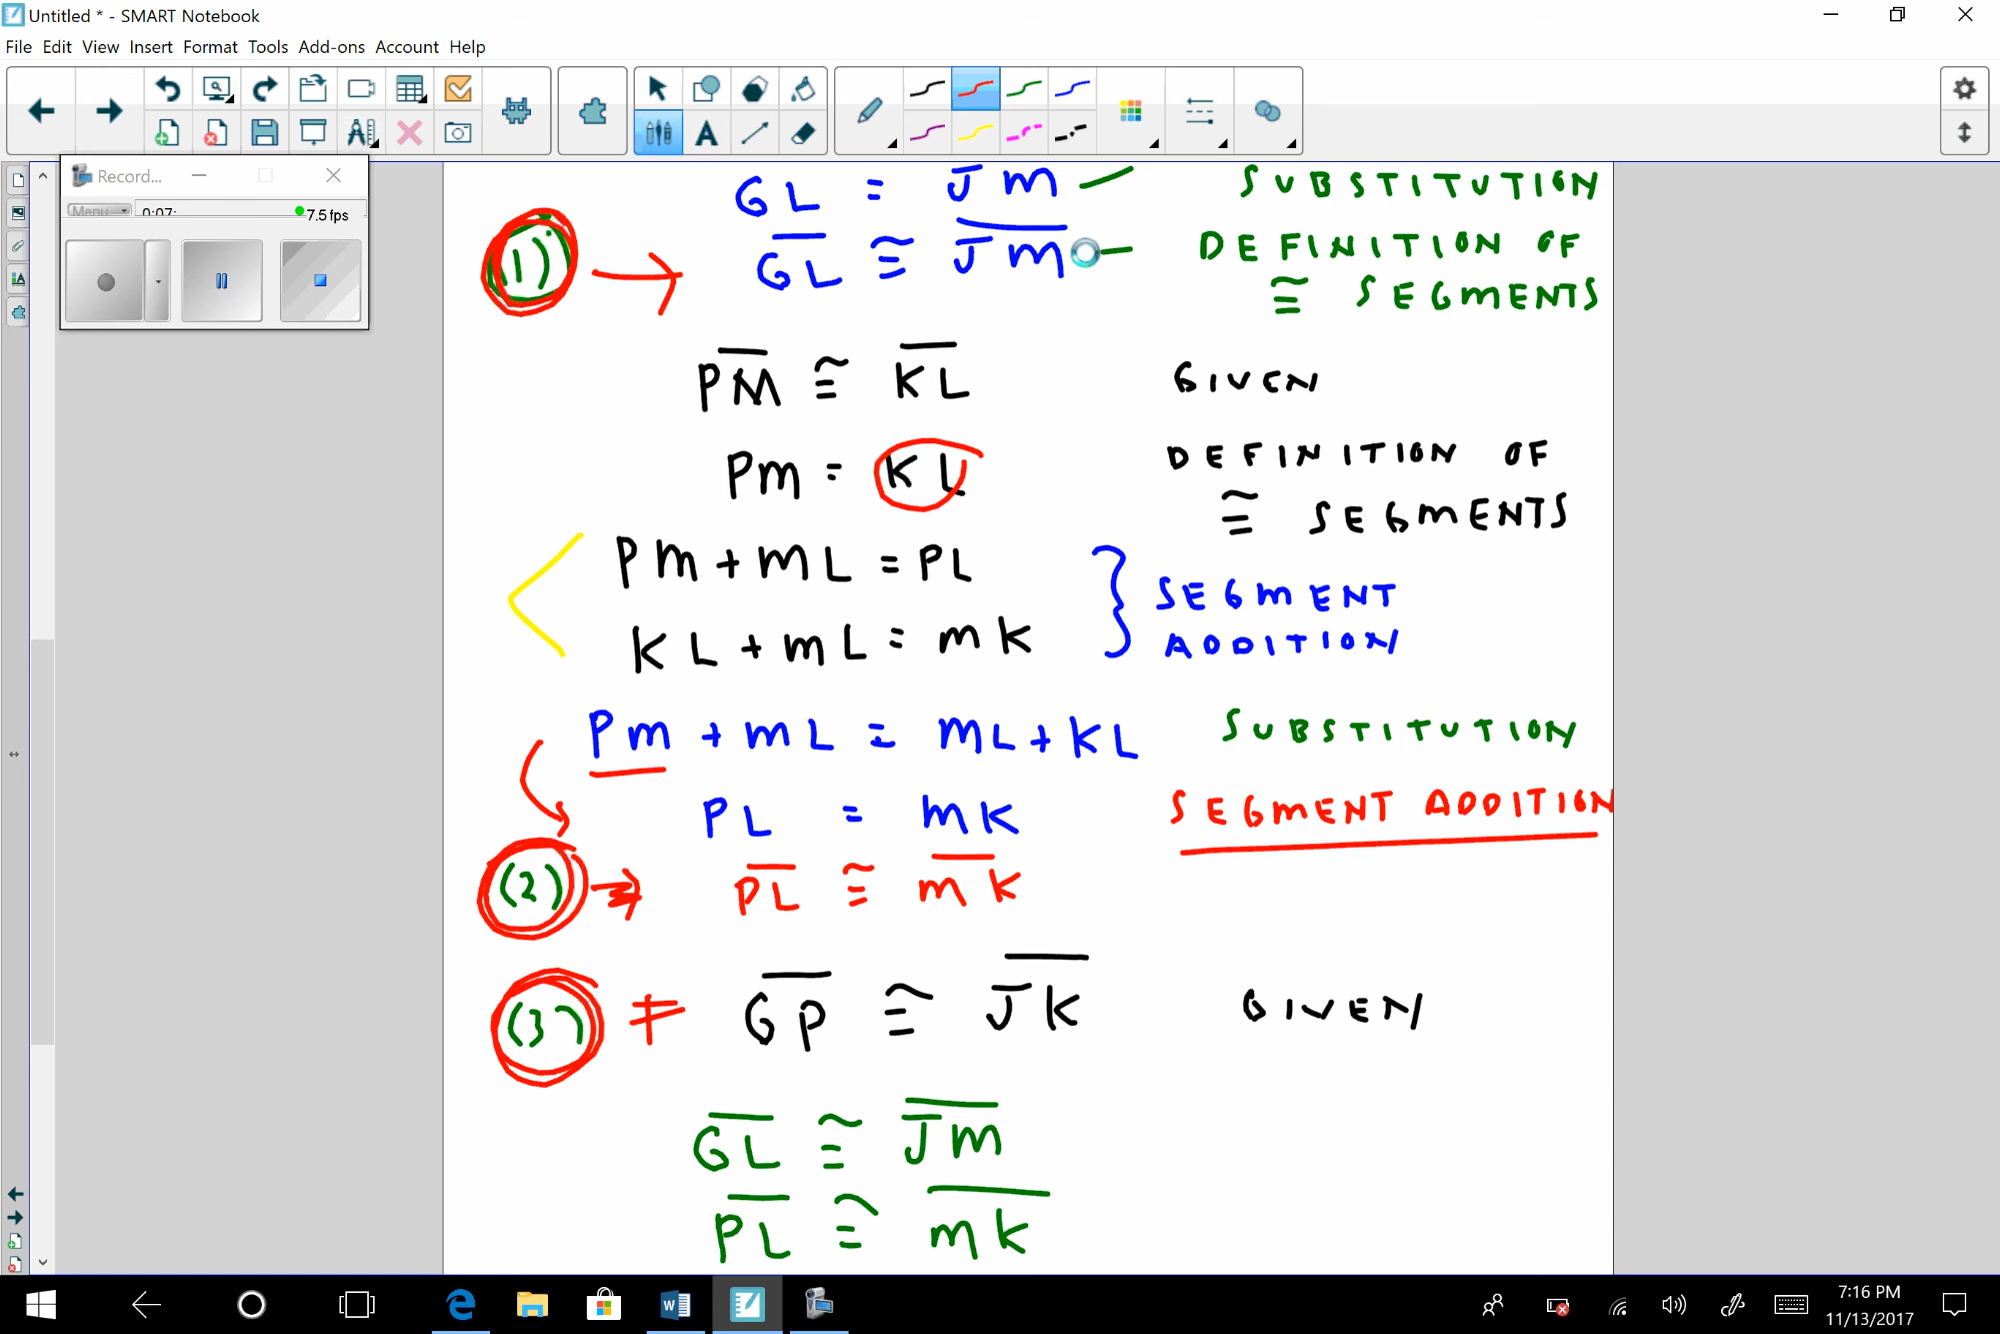 Untitled * - SMART Notebook
File Edit View Insert Format Tools Add-ons Account Help
Record...
Menu 0:07: 7.5 fps
GL = JM — SUBSTITUTION
(1) → GL ≅ JM — DEFINITION OF
≅ SEGMENTS
PM ≅ KL GIVEN
PM = KL DEFINITION OF
≅ SEGMENTS
PM + ML = PL
SEGMENT
KL + ML = MK ADDITION
PM + ML = ML + KL SUBSTITUTION
PL = MK SEGMENT ADDITION
(2) → PL ≅ MK
(3) GP ≅ JK GIVEN
GL ≅ JM
PL ≅ MK
7:16 PM
11/13/2017